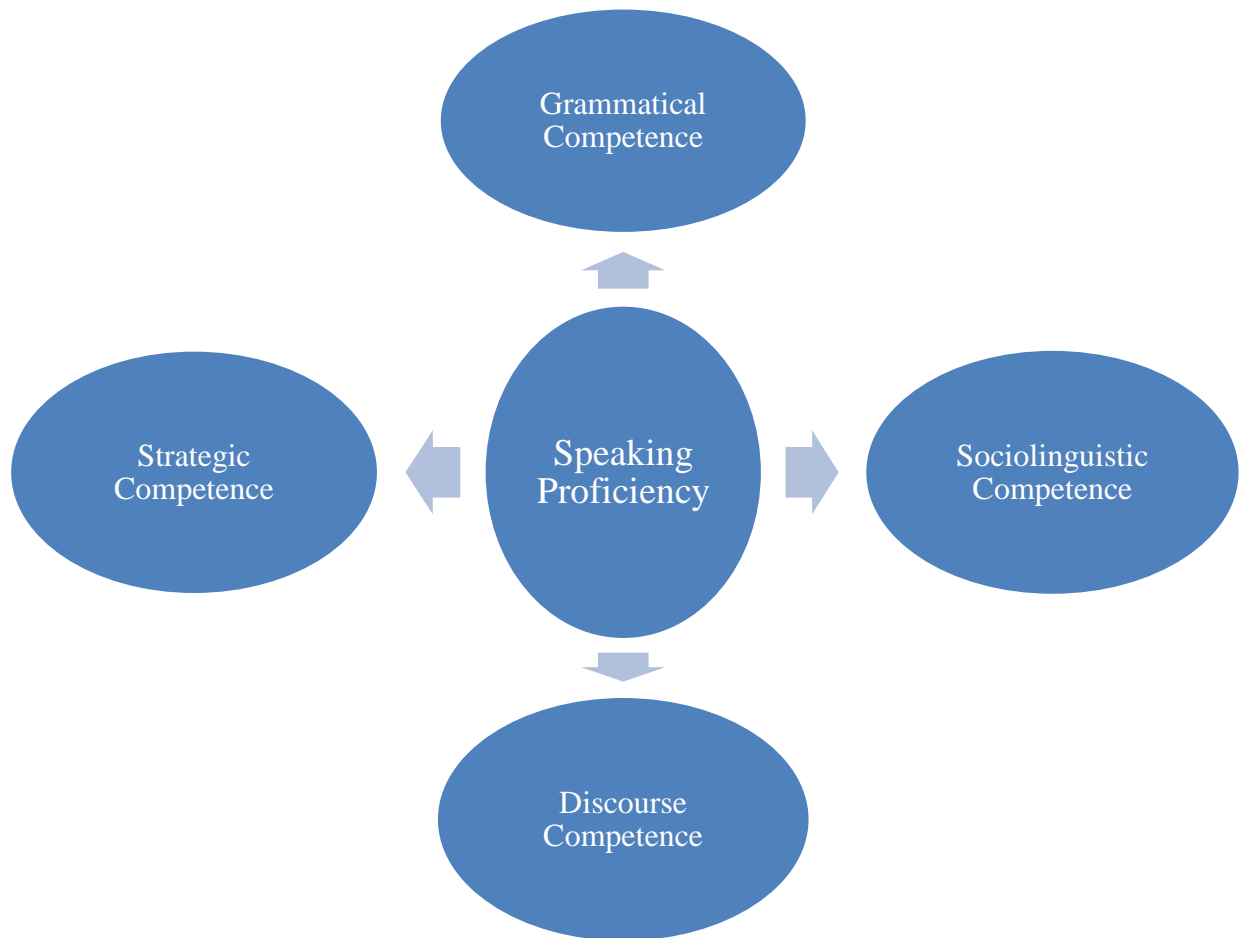 Grammatical
Competence
Strategic
Competence
Speaking
Proficiency
Sociolinguistic
Competence
Discourse
Competence